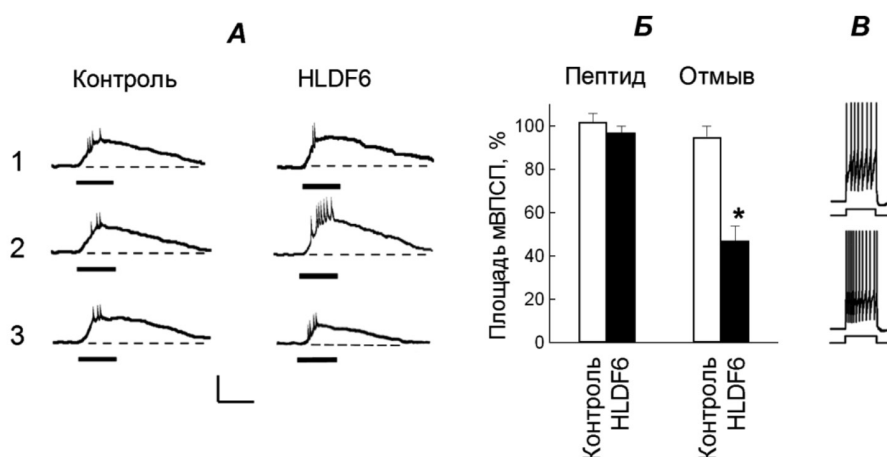 А
Контроль
HLDF6
1
2
3
Б
Пептид
Отмыв
Площадь мВПСП, %
100
80
60
40
20
0
*
Контроль
HLDF6
Контроль
HLDF6
В